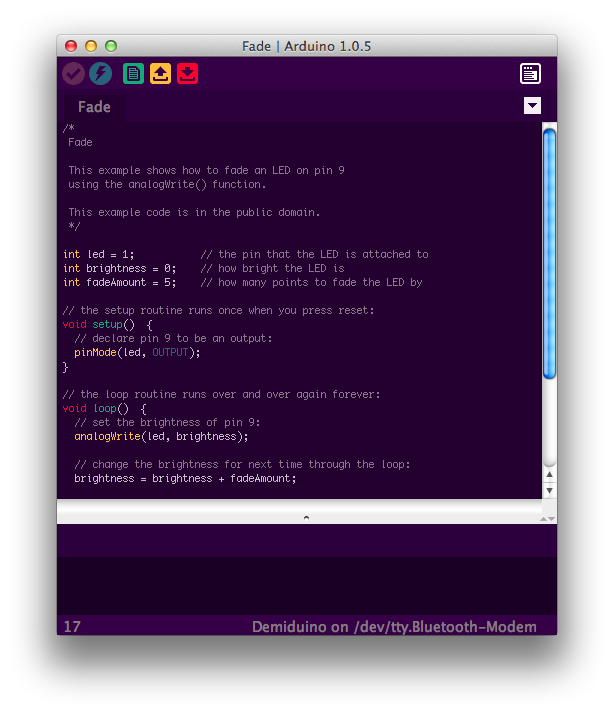 Fade | Arduino 1.0.5
Fade
/*
Fade
This example shows how to fade an LED on pin 9
using the analogWrite() function.
This example code is in the public domain.
*/
int led = 1; // the pin that the LED is attached to
int brightness = 0; // how bright the LED is
int fadeAmount = 5; // how many points to fade the LED by
// the setup routine runs once when you press reset:
void setup() {
// declare pin 9 to be an output:
pinMode(led, OUTPUT);
}
// the loop routine runs over and over again forever:
void loop() {
// set the brightness of pin 9:
analogWrite(led, brightness);
// change the brightness for next time through the loop:
brightness = brightness + fadeAmount;
17 Demiduino on /dev/tty.Bluetooth-Modem